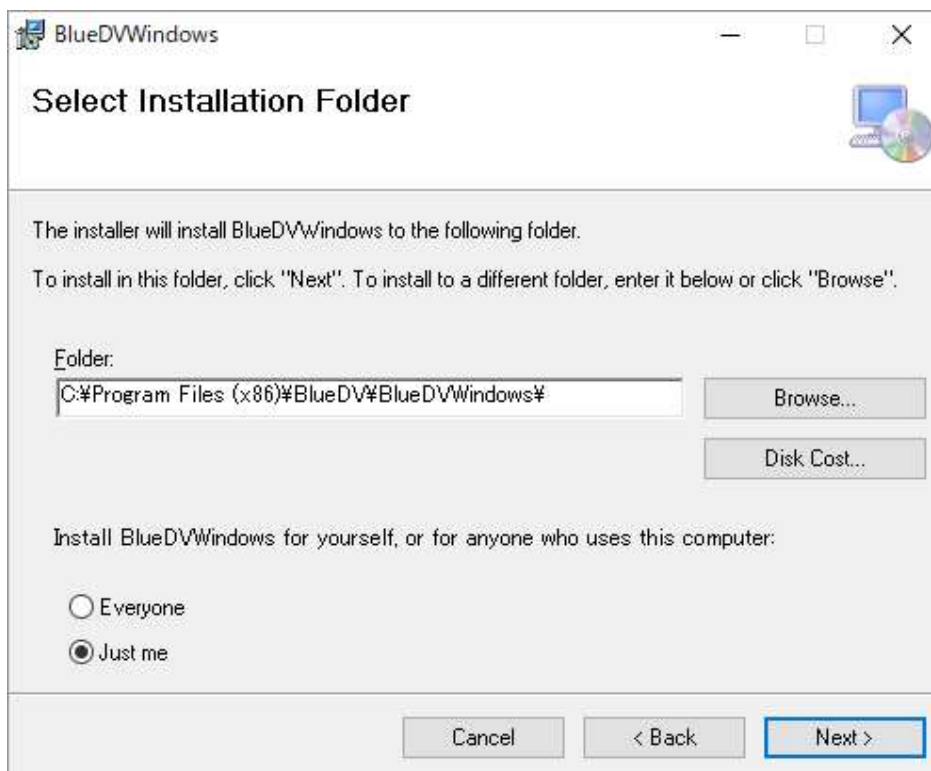 BlueDVWindows
Select Installation Folder
The installer will install BlueDVWindows to the following folder.
To install in this folder, click "Next". To install to a different folder, enter it below or click "Browse".
Folder:
C:¥Program Files (x86)¥BlueDV¥BlueDVWindows¥
Browse...
Disk Cost...
Install BlueDVWindows for yourself, or for anyone who uses this computer:
Everyone
Just me
Cancel
< Back
Next >